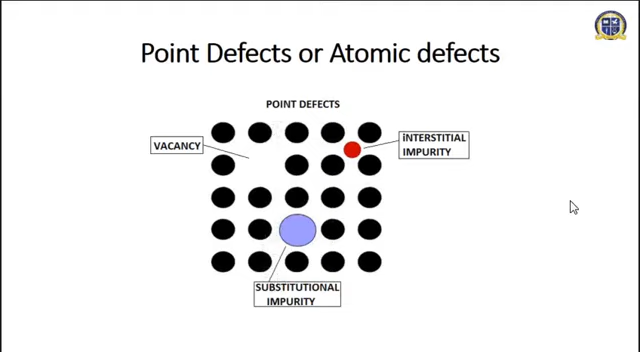 Point Defects or Atomic defects
POINT DEFECTS
VACANCY
iNTERSTITIAL
IMPURITY
SUBSTITUTIONAL
IMPURITY